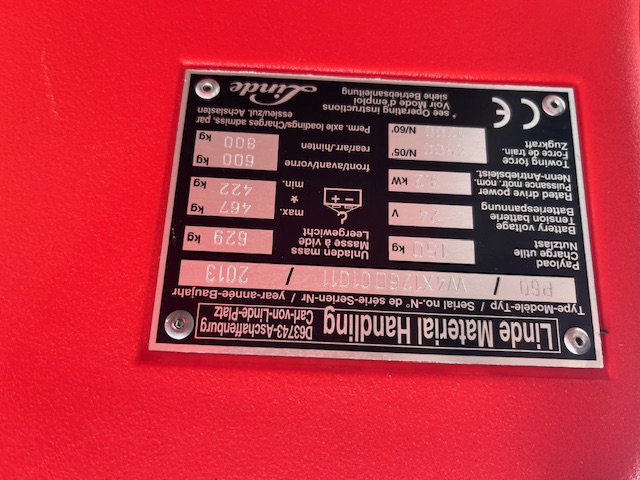 Linde Material Handling
D63743-Aschaffenburg
Carl-von-Linde-Platz
Type-Modèle-Typ / Serial no./No. de série-Serien-Nr / year-année-Baujahr
P60 / W4X126D01011 / 2013
Payload
Charge utile
Nutzlast
150 kg
Unladen mass
Masse à vide
Leergewicht
629 kg
Battery voltage
Tension batterie
Batteriespannung
24 V
max. 467 kg
* min. 422 kg
Rated drive power
Puissance motr. nom.
Nenn-Antriebsleist.
kW
front/avant/vorne 600 kg
rear/arr./hinten 800 kg
Towing force
Force de train.
Zugkraft
N/05'
N/60'
Perm. axle loadings/Charges admiss. par
essieu/zul. Achslasten
CE
* see Operating instructions
Voir Mode d'emploi
siehe Betriebsanleitung
Linde